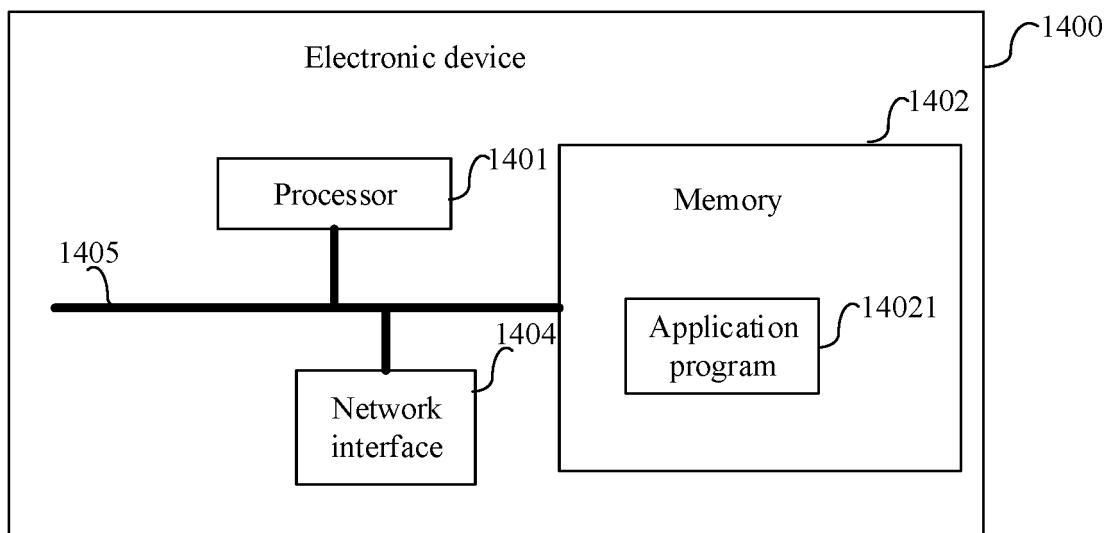 1400
Electronic device
1402
1401
Processor
Memory
1405
14021
Application
program
1404
Network
interface